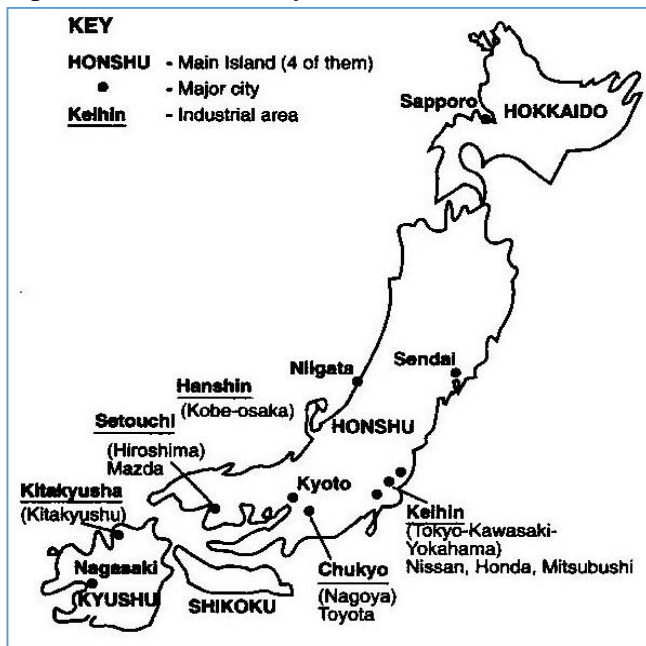 KEY
HONSHU - Main Island (4 of them)
- Major city
Keihin - Industrial area
Sapporo
HOKKAIDO
Niigata
Sendai
Hanshin
(Kobe-osaka)
Setouchi
HONSHU
(Hiroshima)
Mazda
Kyoto
Kitakyusha
(Kitakyushu)
Keihin
(Tokyo-Kawasaki-
Yokahama)
Nissan, Honda, Mitsubushi
Nagasaki
KYUSHU
SHIKOKU
Chukyo
(Nagoya)
Toyota